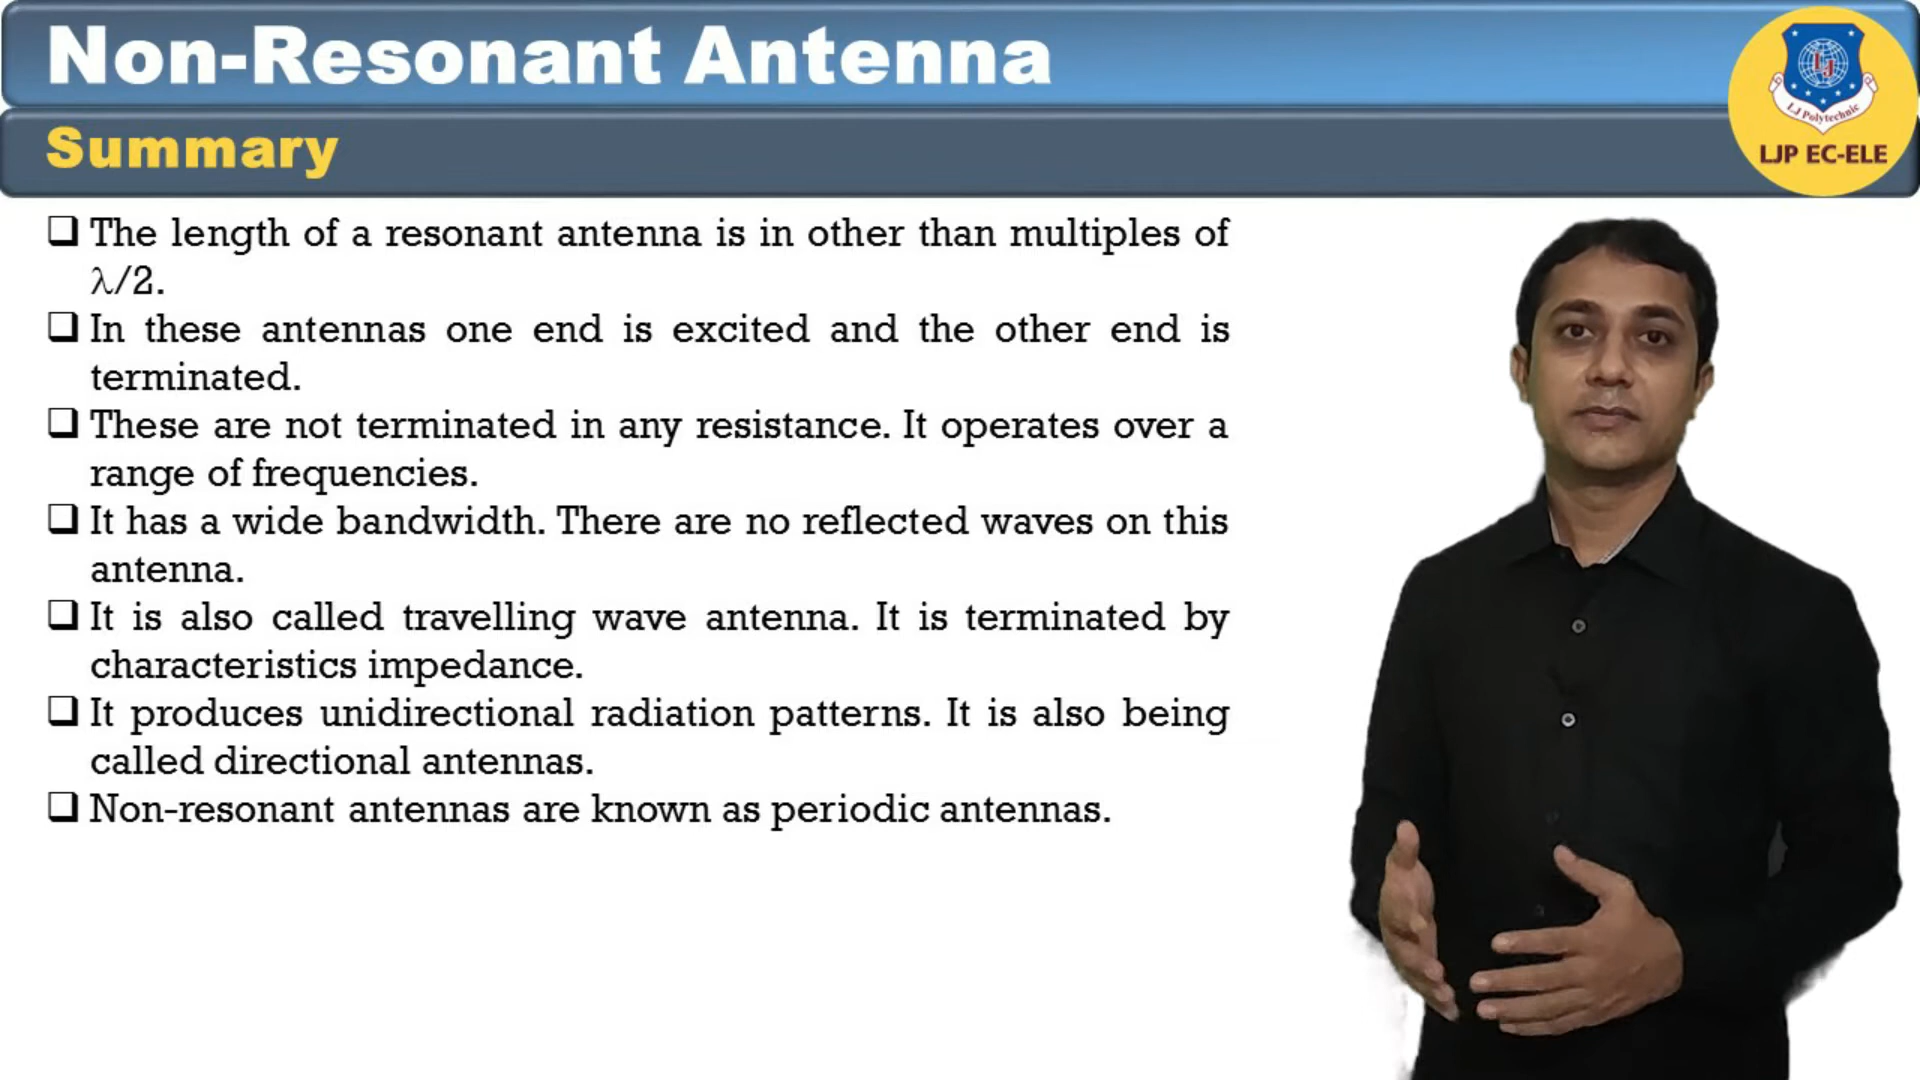 Non-Resonant Antenna
Summary
LJ Polytechnic
LJP EC-ELE
The length of a resonant antenna is in other than multiples of
λ/2.
In these antennas one end is excited and the other end is
terminated.
These are not terminated in any resistance. It operates over a
range of frequencies.
It has a wide bandwidth. There are no reflected waves on this
antenna.
It is also called travelling wave antenna. It is terminated by
characteristics impedance.
It produces unidirectional radiation patterns. It is also being
called directional antennas.
Non-resonant antennas are known as periodic antennas.